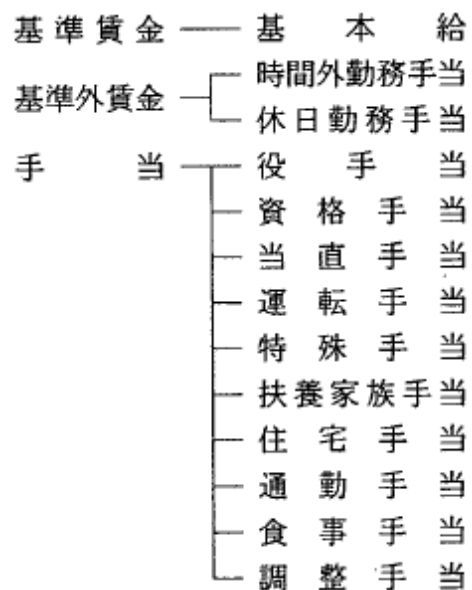 基準賃金 基本給
基準外賃金 時間外勤務手当
休日勤務手当
手当 役手当
資格手当
当直手当
運転手当
特殊手当
扶養家族手当
住宅手当
通勤手当
食事手当
調整手当